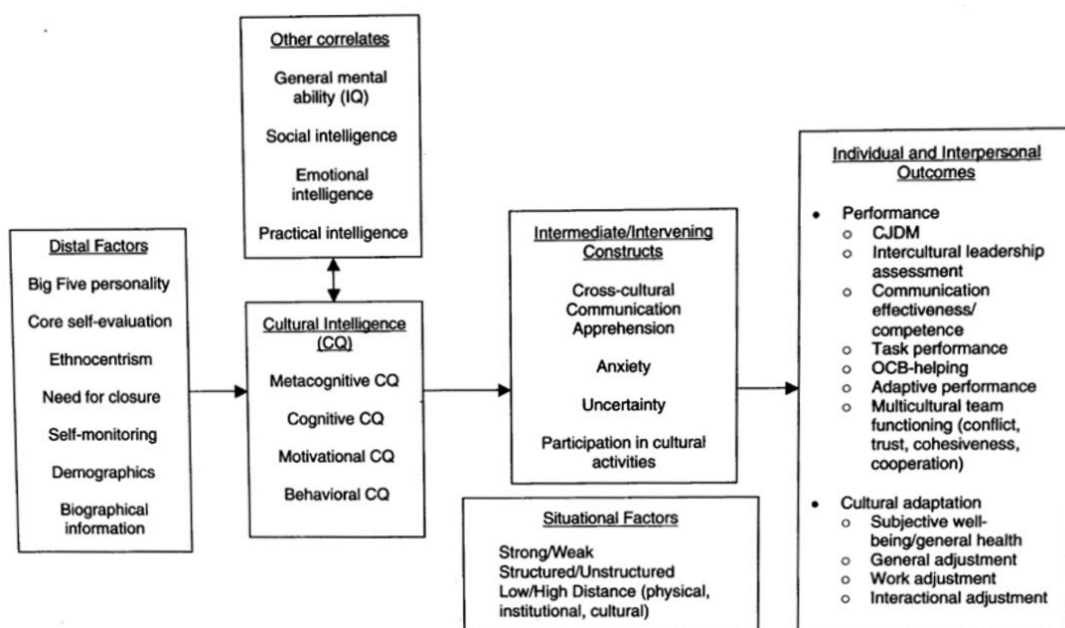 Other correlates
General mental
ability (IQ)
Social intelligence
Emotional
intelligence
Practical intelligence
Distal Factors
Big Five personality
Core self-evaluation
Ethnocentrism
Need for closure
Self-monitoring
Demographics
Biographical
information
Cultural Intelligence
(CQ)
Metacognitive CQ
Cognitive CQ
Motivational CQ
Behavioral CQ
Intermediate/Intervening
Constructs
Cross-cultural
Communication
Apprehension
Anxiety
Uncertainty
Participation in cultural
activities
Situational Factors
Strong/Weak
Structured/Unstructured
Low/High Distance (physical,
institutional, cultural)
Individual and Interpersonal
Outcomes
• Performance
o CJDM
o Intercultural leadership
assessment
o Communication
effectiveness/
competence
o Task performance
o OCB-helping
o Adaptive performance
o Multicultural team
functioning (conflict,
trust, cohesiveness,
cooperation)
• Cultural adaptation
o Subjective well-
being/general health
o General adjustment
o Work adjustment
o Interactional adjustment